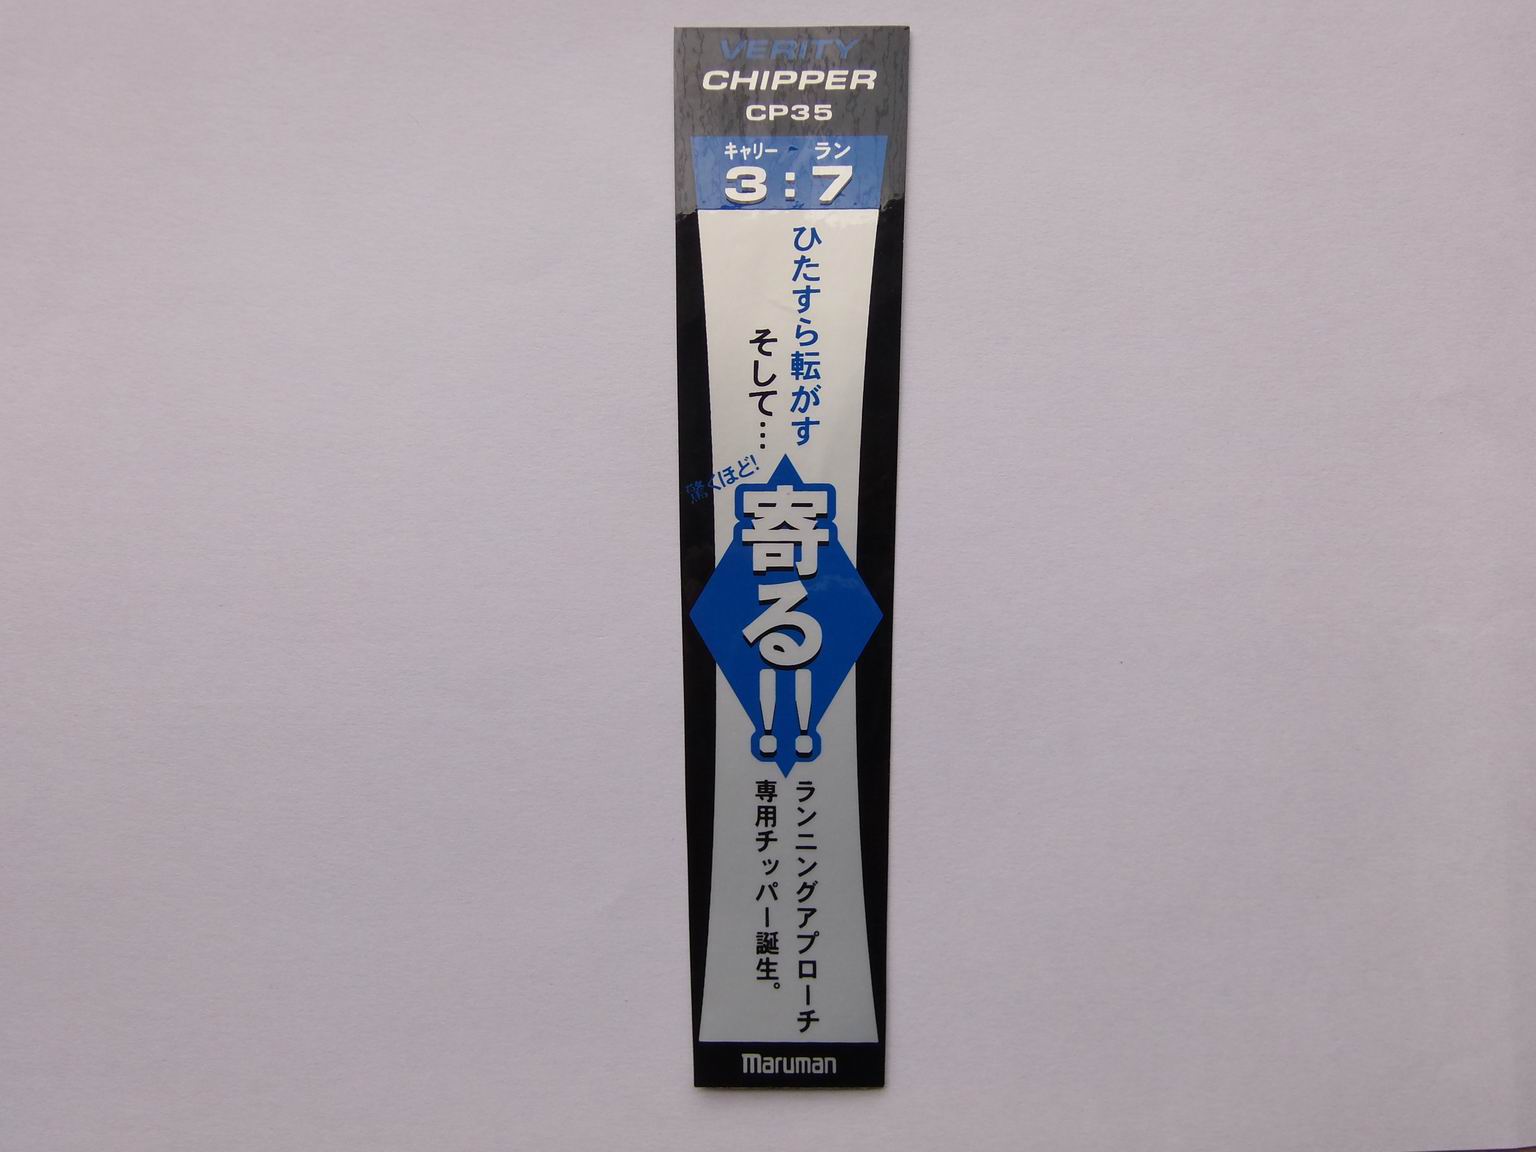 VERITY
CHIPPER
CP35
キャリー ラン
3:7
ひたすら転がす
そして…
驚くほど!
寄る!!
ランニングアプローチ
専用チッパー誕生。
maruman